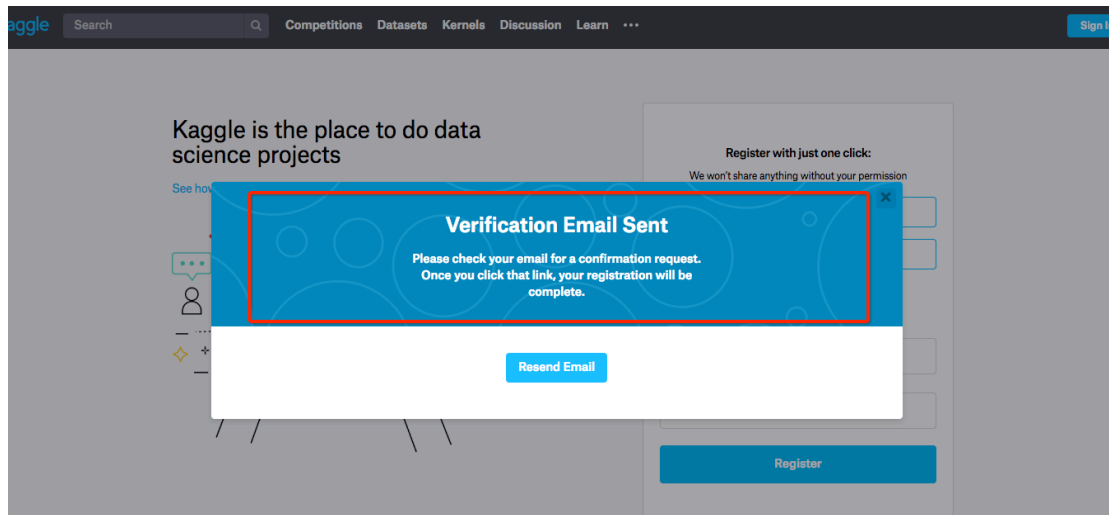 aggle Search Competitions Datasets Kernels Discussion Learn ••• Sign
Kaggle is the place to do data
science projects
See how
Register with just one click:
We won't share anything without your permission
Verification Email Sent
Please check your email for a confirmation request.
Once you click that link, your registration will be
complete.
Resend Email
Register